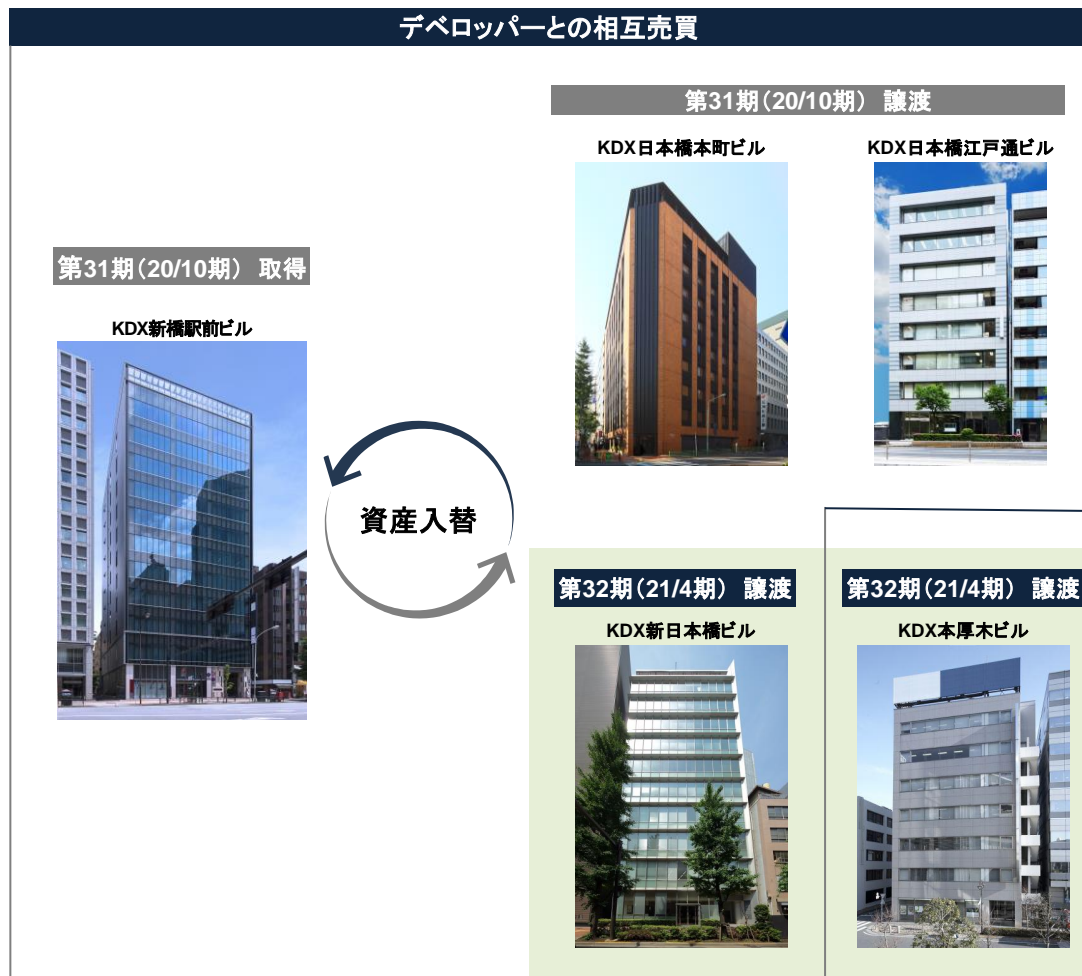 デベロッパーとの相互売買
第31期（20/10期） 譲渡
KDX日本橋本町ビル
KDX日本橋江戸通ビル
第31期（20/10期） 取得
KDX新橋駅前ビル
資産入替
第32期（21/4期） 譲渡
KDX新日本橋ビル
第32期（21/4期） 譲渡
KDX本厚木ビル